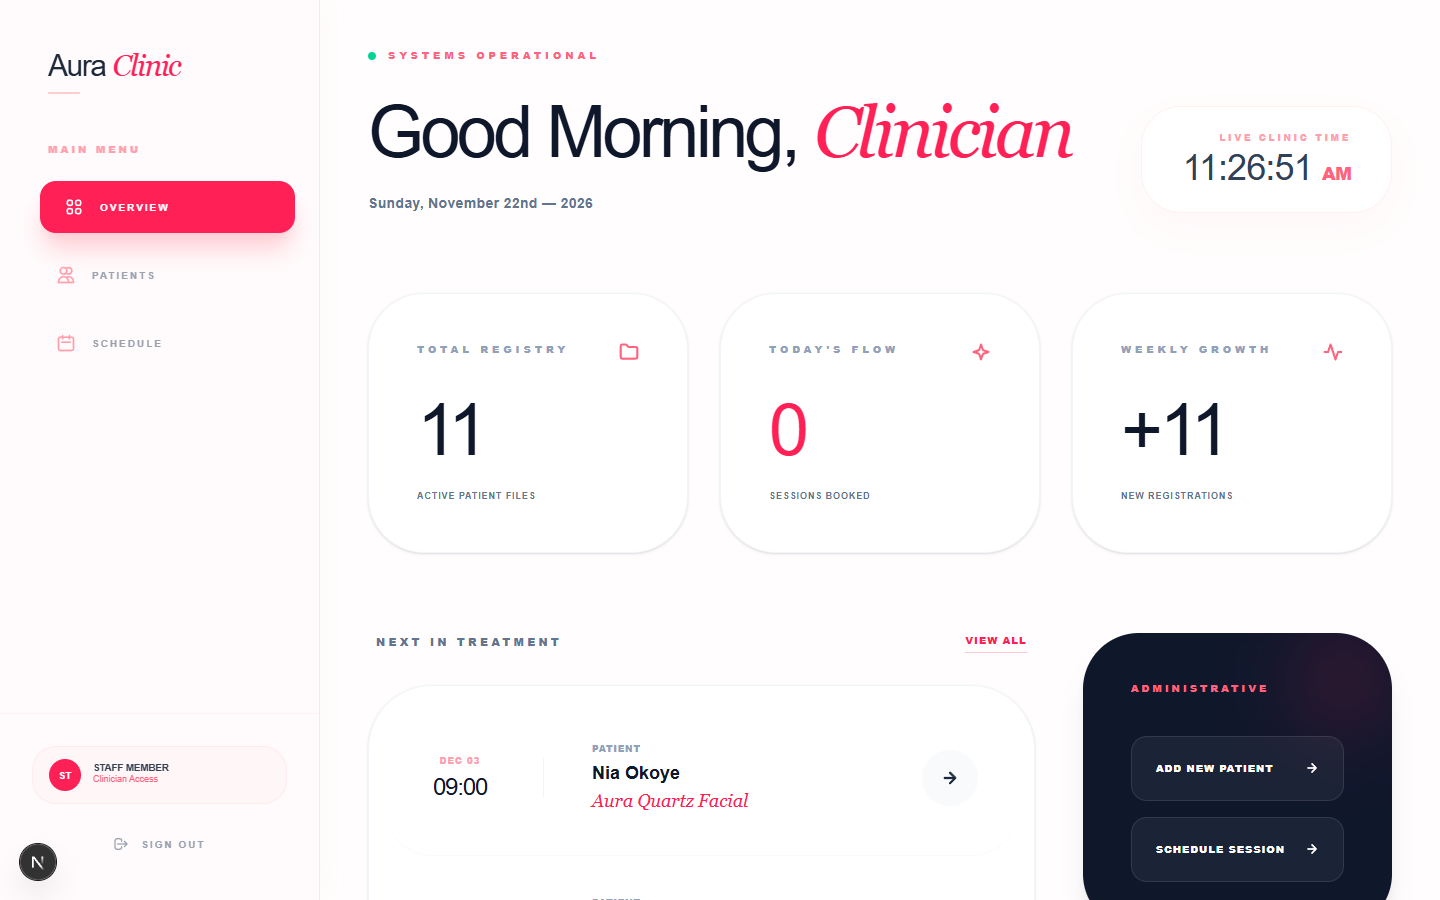 Aura Clinic
MAIN MENU
OVERVIEW
PATIENTS
SCHEDULE
ST
STAFF MEMBER
Clinician Access
SIGN OUT
N
SYSTEMS OPERATIONAL
Good Morning, Clinician
Sunday, November 22nd — 2026
LIVE CLINIC TIME
11:26:51 AM
TOTAL REGISTRY
11
ACTIVE PATIENT FILES
TODAY'S FLOW
0
SESSIONS BOOKED
WEEKLY GROWTH
+11
NEW REGISTRATIONS
NEXT IN TREATMENT
VIEW ALL
DEC 03
09:00
PATIENT
Nia Okoye
Aura Quartz Facial
ADMINISTRATIVE
ADD NEW PATIENT
SCHEDULE SESSION